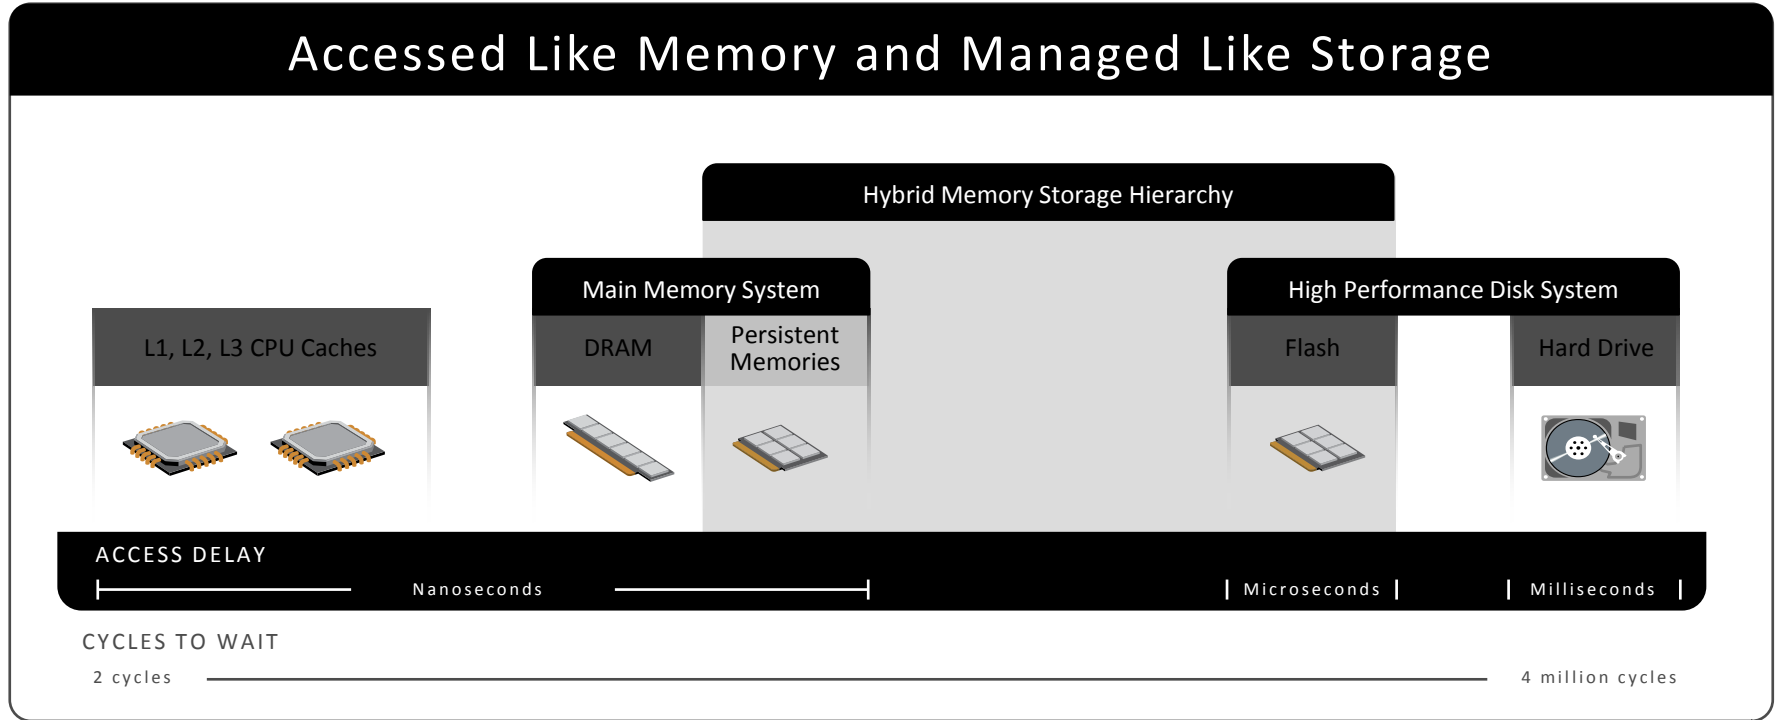 Accessed Like Memory and Managed Like Storage
Hybrid Memory Storage Hierarchy
Main Memory System
High Performance Disk System
L1, L2, L3 CPU Caches
DRAM
Persistent
Memories
Flash
Hard Drive
ACCESS DELAY
Nanoseconds
Microseconds
Milliseconds
CYCLES TO WAIT
2 cycles
4 million cycles